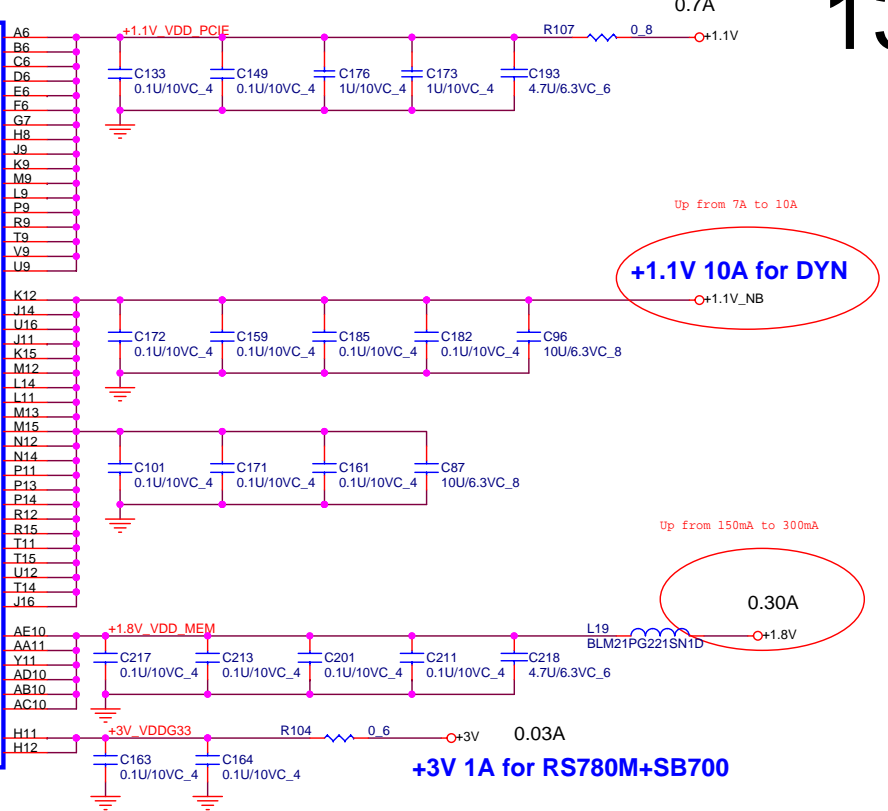 0.7A
13
A6 +1.1V_VDD_PCIE R107 0_8 +1.1V
B6
C6
D6
E6
F6
G7
H8
J9
K9
M9
L9
P9
R9
T9
V9
U9
C133 C149 C176 C173 C193
0.1U/10VC_4 0.1U/10VC_4 1U/10VC_4 1U/10VC_4 4.7U/6.3VC_6
Up from 7A to 10A
+1.1V 10A for DYN
+1.1V_NB
K12
J14
U16
J11
K15
M12
L14
L11
M13
M15
N12
N14
P11
P13
P14
R12
R15
T11
T15
U12
T14
J16
C172 C159 C185 C182 C96
0.1U/10VC_4 0.1U/10VC_4 0.1U/10VC_4 0.1U/10VC_4 10U/6.3VC_8
C101 C171 C161 C87
0.1U/10VC_4 0.1U/10VC_4 0.1U/10VC_4 10U/6.3VC_8
Up from 150mA to 300mA
0.30A
AE10 +1.8V_VDD_MEM L19 +1.8V
BLM21PG221SN1D
AA11
Y11
AD10
AB10
AC10
C217 C213 C201 C211 C218
0.1U/10VC_4 0.1U/10VC_4 0.1U/10VC_4 0.1U/10VC_4 4.7U/6.3VC_6
H11 +3V_VDDG33 R104 0_6 +3V 0.03A
H12
C163 C164
0.1U/10VC_4 0.1U/10VC_4
+3V 1A for RS780M+SB700